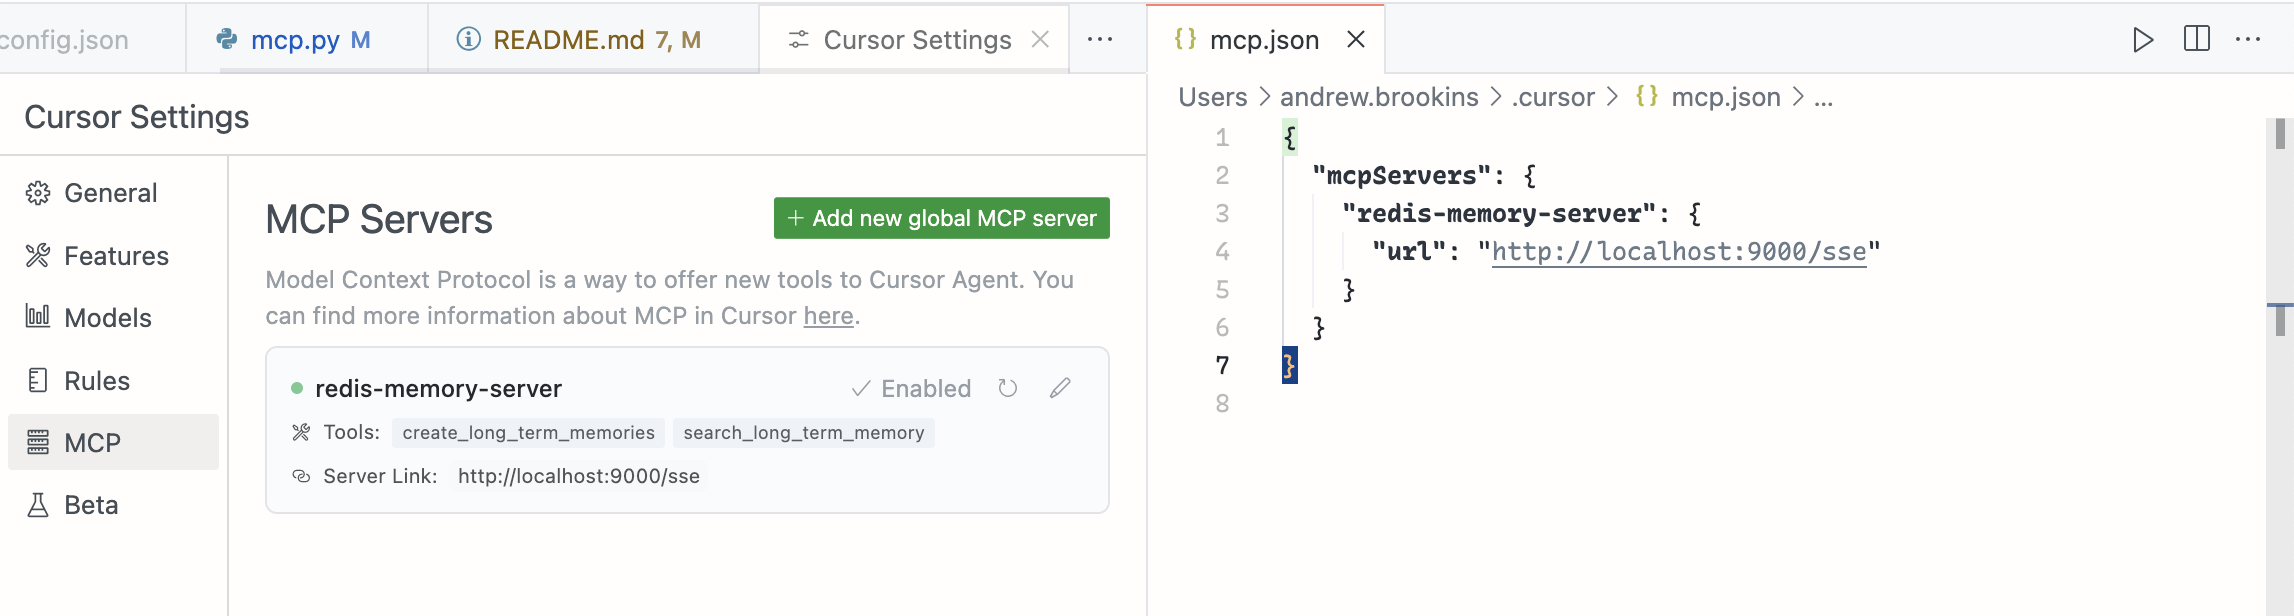 config.json mcp.py M README.md 7, M Cursor Settings ...
Cursor Settings
General
Features
Models
Rules
MCP
Beta
MCP Servers
+ Add new global MCP server
Model Context Protocol is a way to offer new tools to Cursor Agent. You
can find more information about MCP in Cursor here.
redis-memory-server Enabled
Tools: create_long_term_memories search_long_term_memory
Server Link: http://localhost:9000/sse
{} mcp.json
Users > andrew.brookins > .cursor > {} mcp.json > ...
1 {
2 "mcpServers": {
3 "redis-memory-server": {
4 "url": "http://localhost:9000/sse"
5 }
6 }
7 }
8